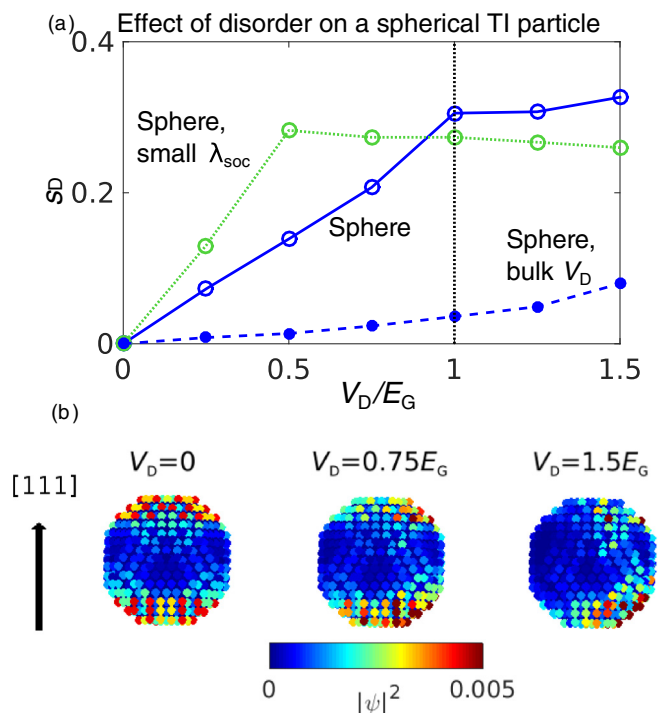 (a) Effect of disorder on a spherical TI particle
0.4
Sphere,
small λsoc
0.2
sD
Sphere
Sphere,
bulk VD
0
0 0.5 1 1.5
VD/EG
(b)
VD=0 VD=0.75EG VD=1.5EG
[111]
0 |ψ|² 0.005